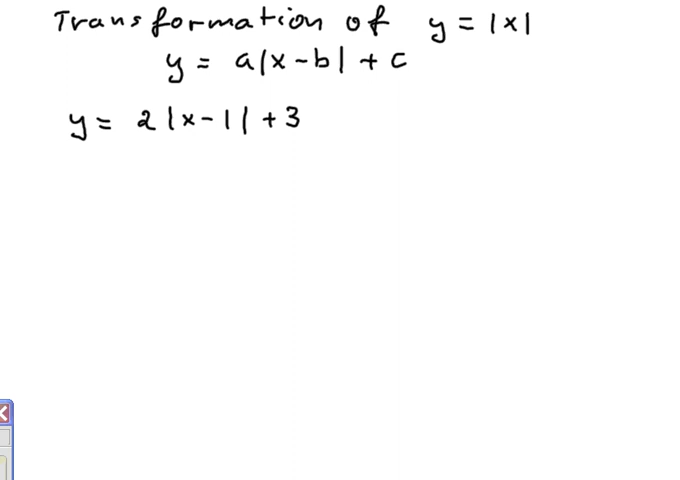 Transformation of y = |x|
y = a|x - b| + c
y = 2|x - 1| + 3